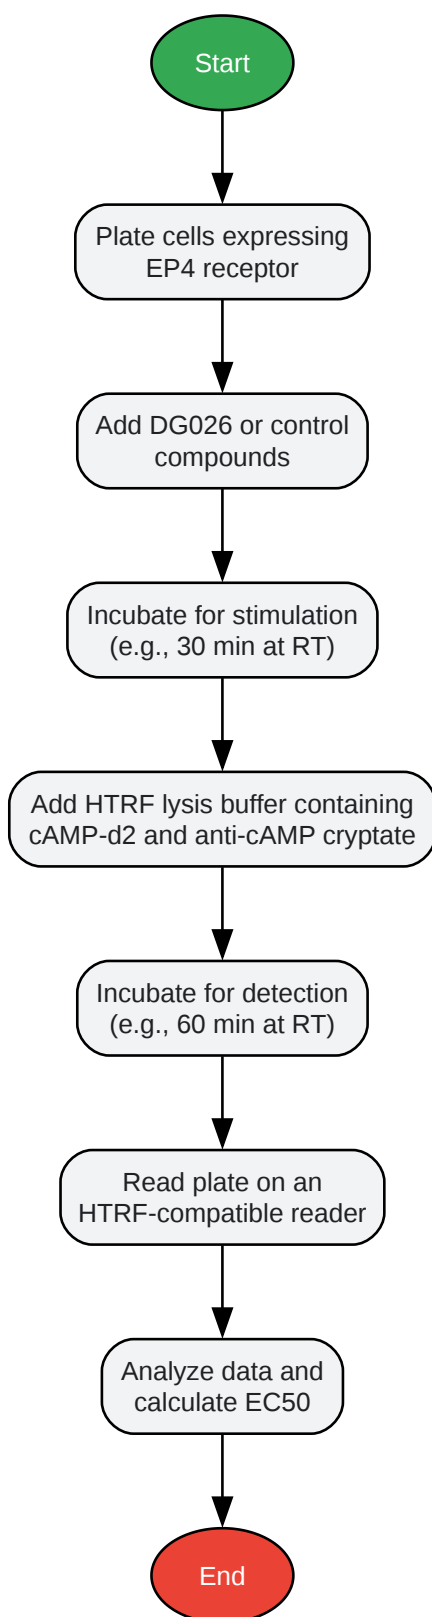 Start
Plate cells expressing
EP4 receptor
Add DG026 or control
compounds
Incubate for stimulation
(e.g., 30 min at RT)
Add HTRF lysis buffer containing
cAMP-d2 and anti-cAMP cryptate
Incubate for detection
(e.g., 60 min at RT)
Read plate on an
HTRF-compatible reader
Analyze data and
calculate EC50
End